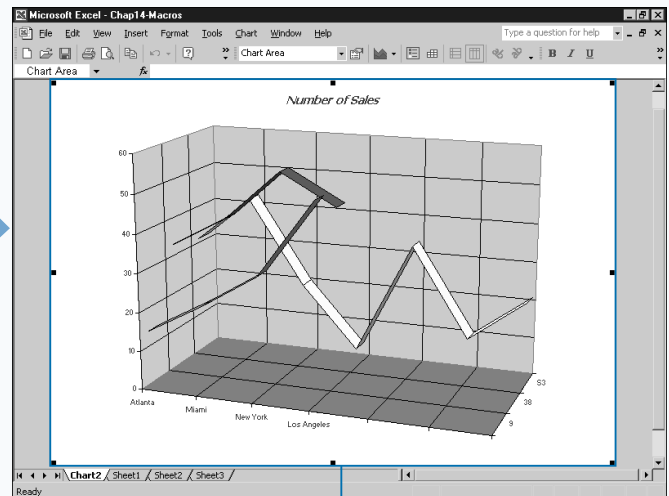 Microsoft Excel - Chap14-Macros
File Edit View Insert Format Tools Chart Window Help
Type a question for help
Chart Area
B I U
Chart Area
fx
Number of Sales
60
50
40
30
20
10
0
Atlanta
Miami
New York
Los Angeles
S3
38
9
Chart2 Sheet1 Sheet2 Sheet3
Ready